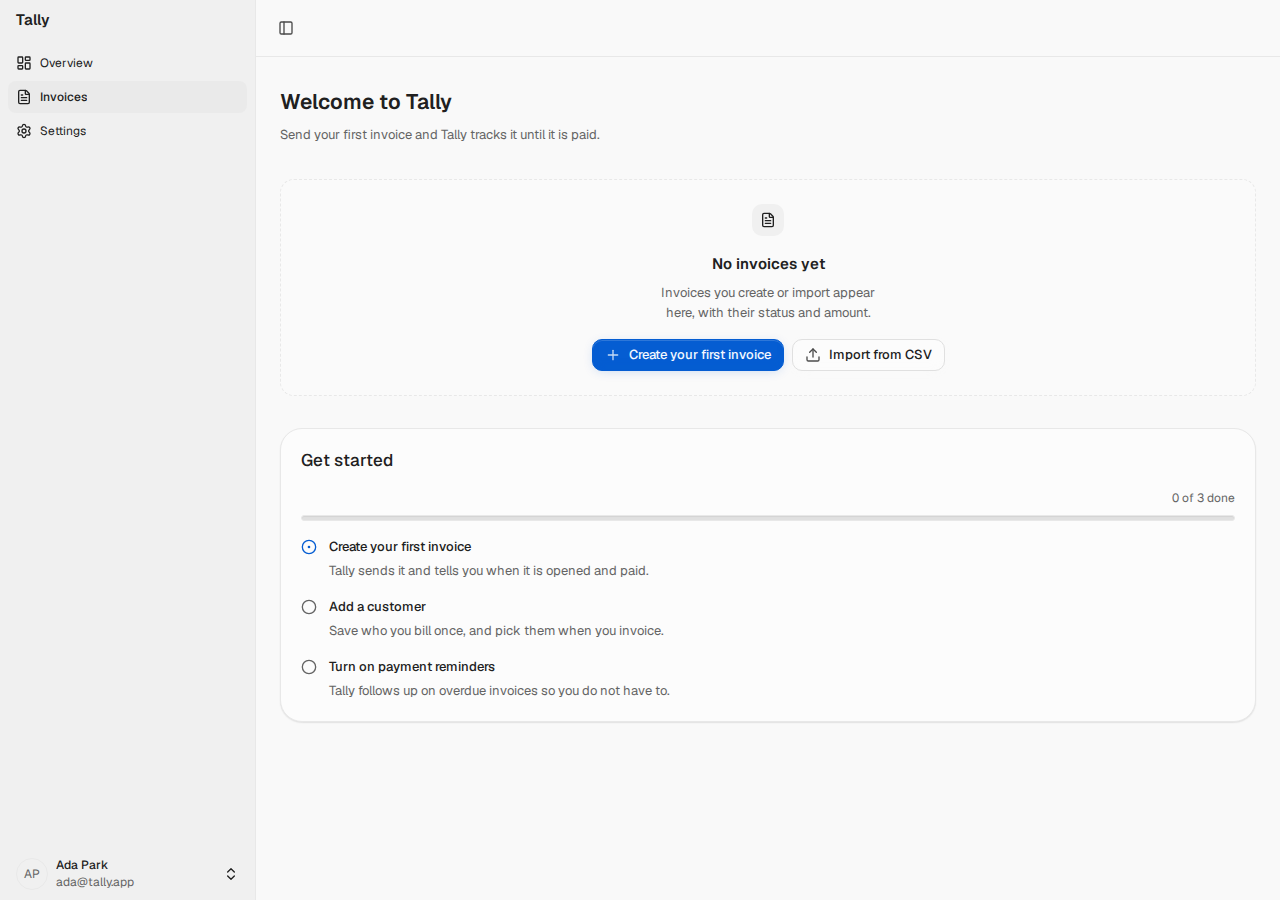 Tally
Overview
Invoices
Settings
Welcome to Tally
Send your first invoice and Tally tracks it until it is paid.
No invoices yet
Invoices you create or import appear
here, with their status and amount.
Create your first invoice
Import from CSV
Get started
0 of 3 done
Create your first invoice
Tally sends it and tells you when it is opened and paid.
Add a customer
Save who you bill once, and pick them when you invoice.
Turn on payment reminders
Tally follows up on overdue invoices so you do not have to.
AP
Ada Park
ada@tally.app